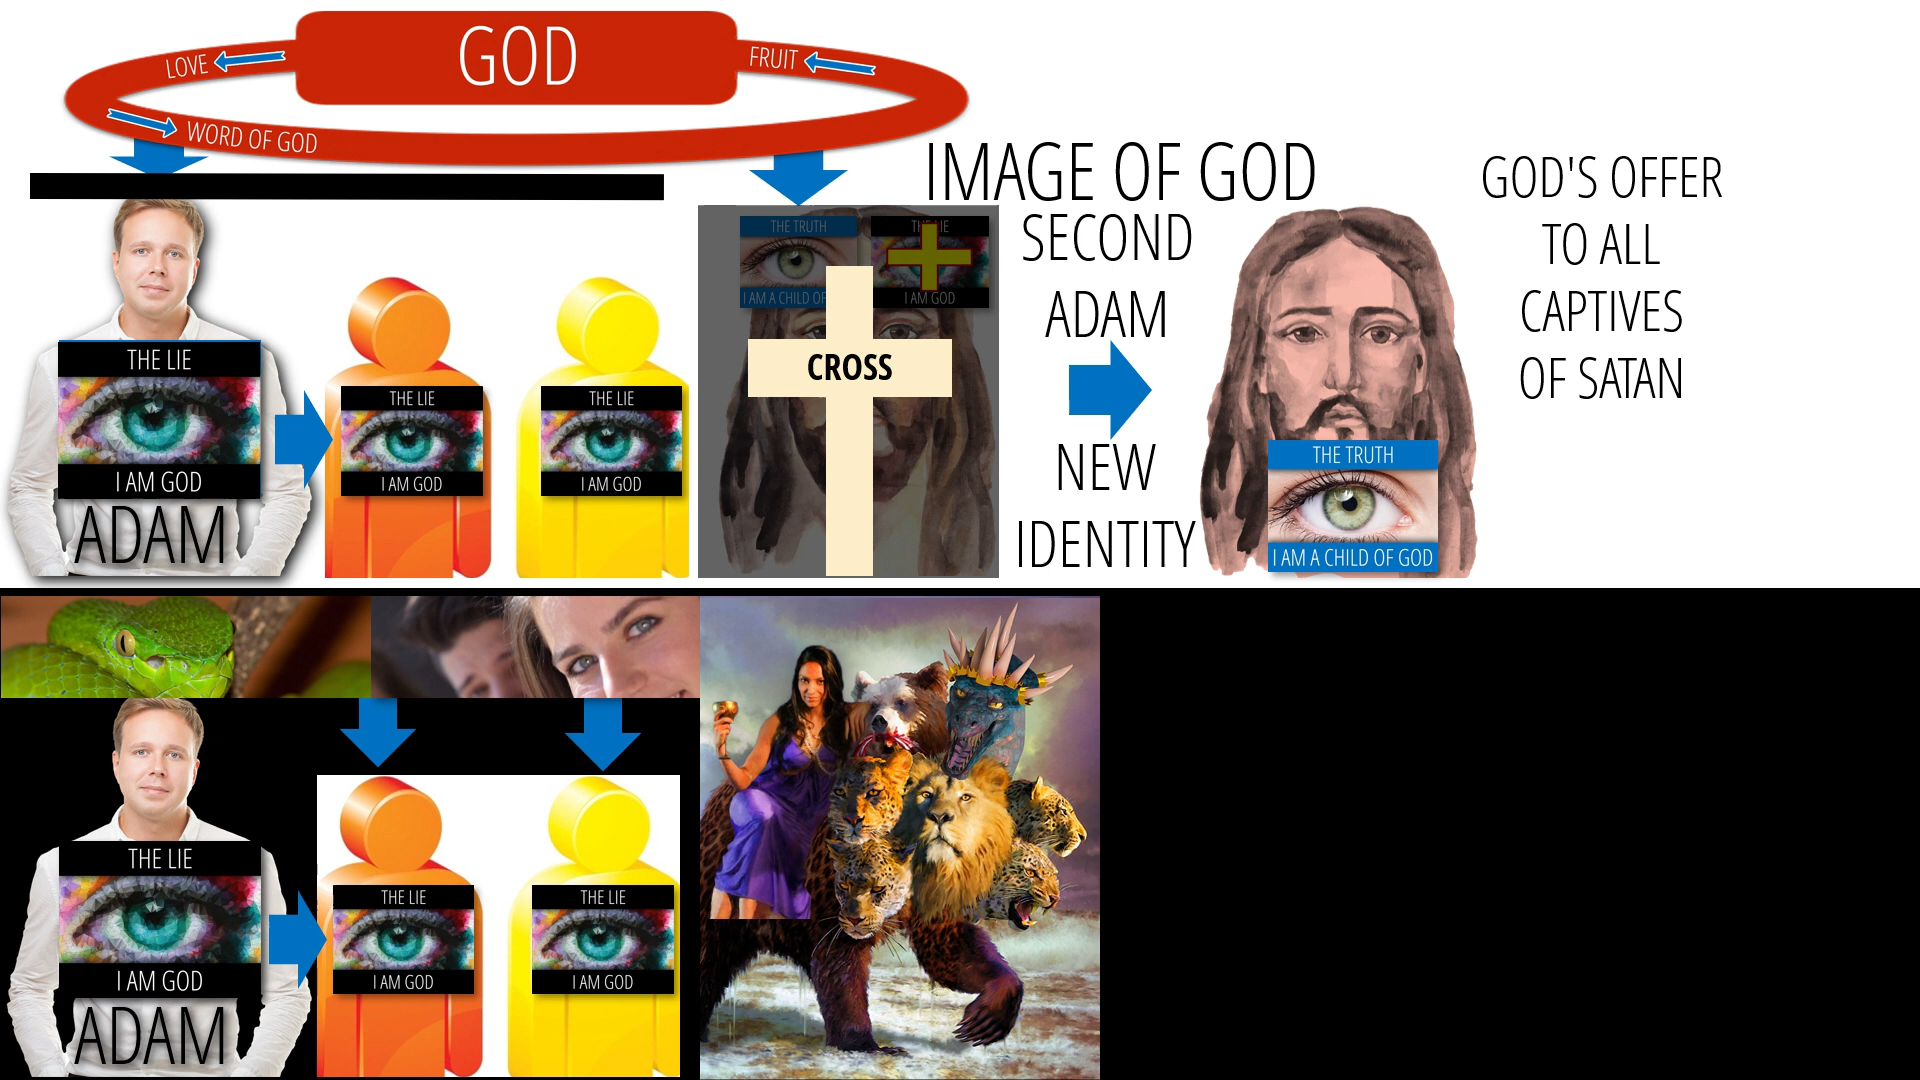 GOD
LOVE
FRUIT
WORD OF GOD
IMAGE OF GOD
SECOND
ADAM
NEW
IDENTITY
GOD'S OFFER
TO ALL
CAPTIVES
OF SATAN
THE LIE
I AM GOD
ADAM
THE LIE
I AM GOD
THE LIE
I AM GOD
THE TRUTH
I AM A CHILD OF
THE LIE
I AM GOD
CROSS
THE TRUTH
I AM A CHILD OF GOD
THE LIE
I AM GOD
ADAM
THE LIE
I AM GOD
THE LIE
I AM GOD